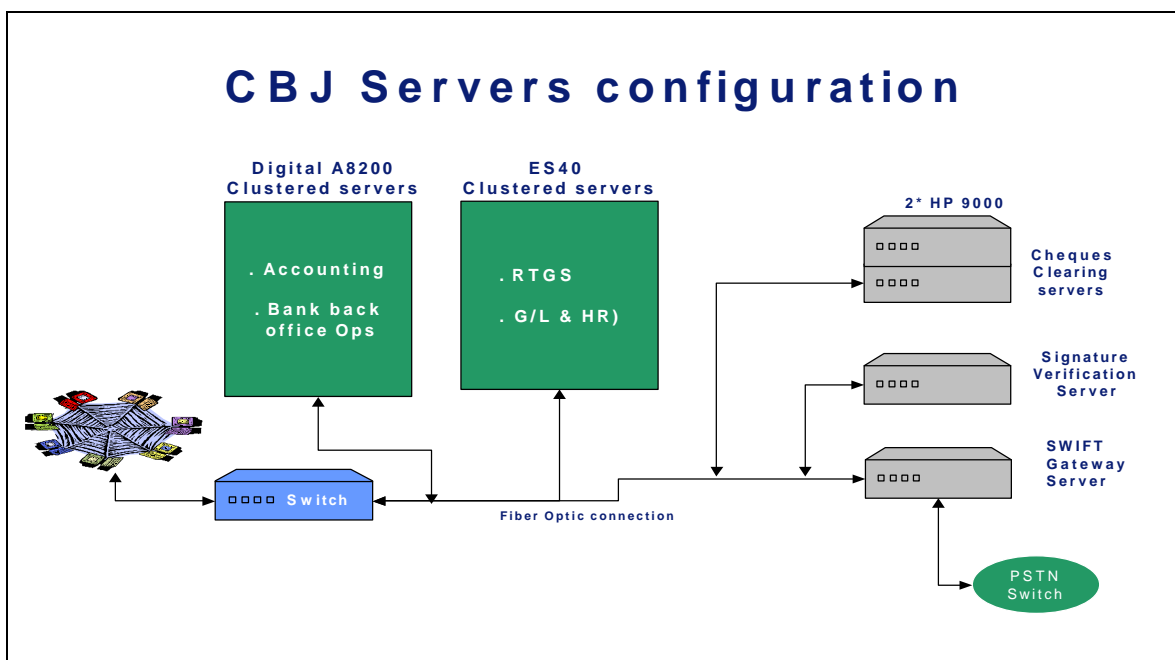 CBJ Servers configuration
Digital A8200
Clustered servers
. Accounting
. Bank back
office Ops
ES40
Clustered servers
. RTGS
. G/L & HR)
2* HP 9000
Cheques
Clearing
servers
Signature
Verification
Server
SWIFT
Gateway
Server
Switch
Fiber Optic connection
PSTN
Switch